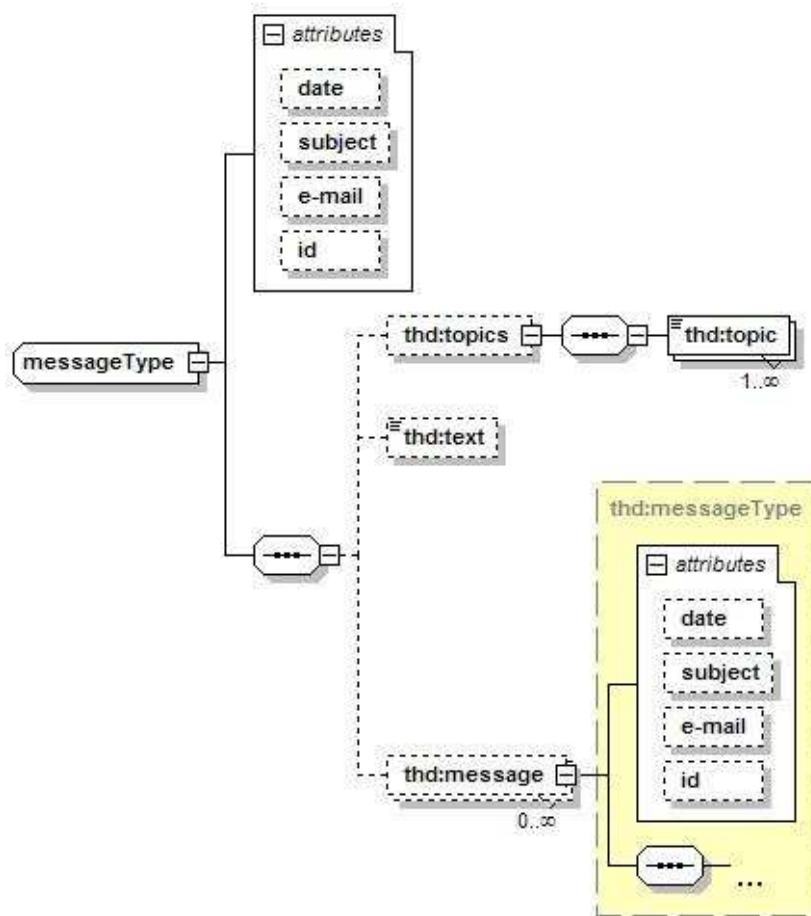 attributes
date
subject
e-mail
id
messageType
thd:topics
thd:topic
1..∞
thd:text
thd:messageType
attributes
date
subject
e-mail
id
thd:message
0..∞
...